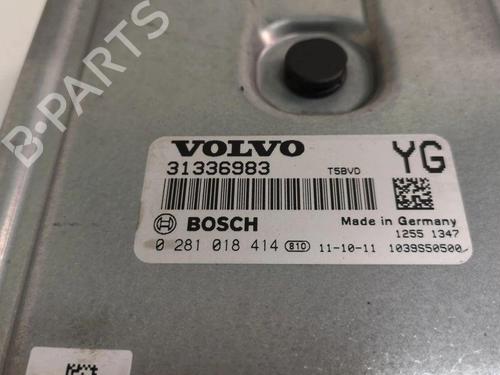 B-PARTS
VOLVO
YG
31336983
T5BVD
BOSCH
Made in Germany
1255 1347
0 281 018 414 810 11-10-11 1039S50500